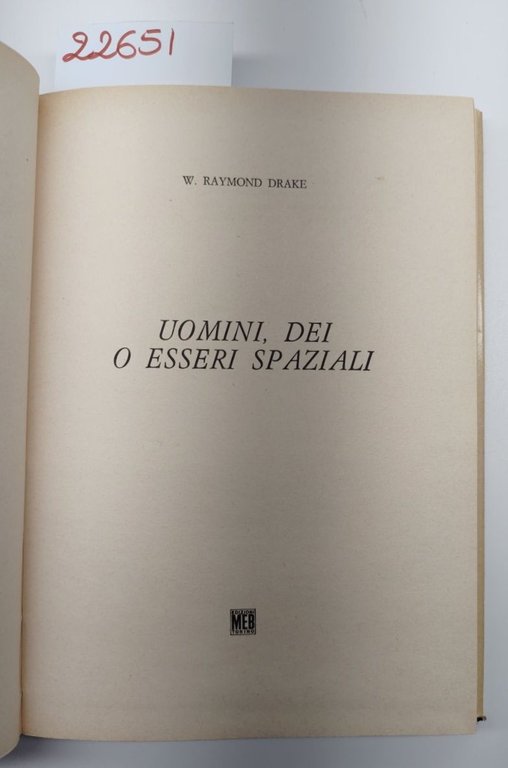 22651
W. RAYMOND DRAKE
UOMINI, DEI
O ESSERI SPAZIALI
EDIZIONI
MEB
TORINO